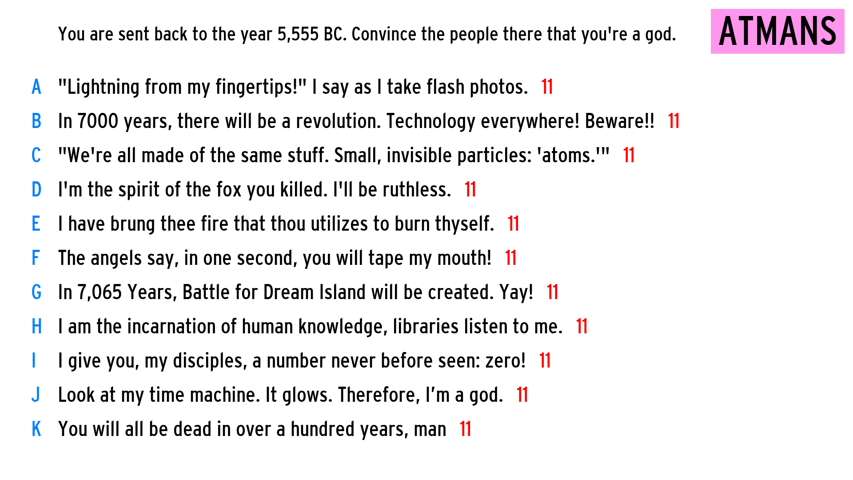 You are sent back to the year 5,555 BC. Convince the people there that you're a god.
ATMANS
A "Lightning from my fingertips!" I say as I take flash photos. 11
B In 7000 years, there will be a revolution. Technology everywhere! Beware!! 11
C "We're all made of the same stuff. Small, invisible particles: 'atoms.'" 11
D I'm the spirit of the fox you killed. I'll be ruthless. 11
E I have brung thee fire that thou utilizes to burn thyself. 11
F The angels say, in one second, you will tape my mouth! 11
G In 7,065 Years, Battle for Dream Island will be created. Yay! 11
H I am the incarnation of human knowledge, libraries listen to me. 11
I I give you, my disciples, a number never before seen: zero! 11
J Look at my time machine. It glows. Therefore, I’m a god. 11
K You will all be dead in over a hundred years, man 11